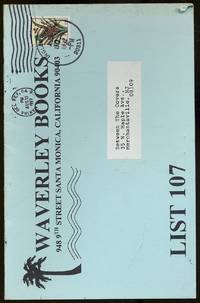 WAVERLEY BOOKS
948 9TH STREET SANTA MONICA, CALIFORNIA 90403
Between The Covers
35 W. Maple Ave.
Merchantsville, NJ
08109
LIST 107